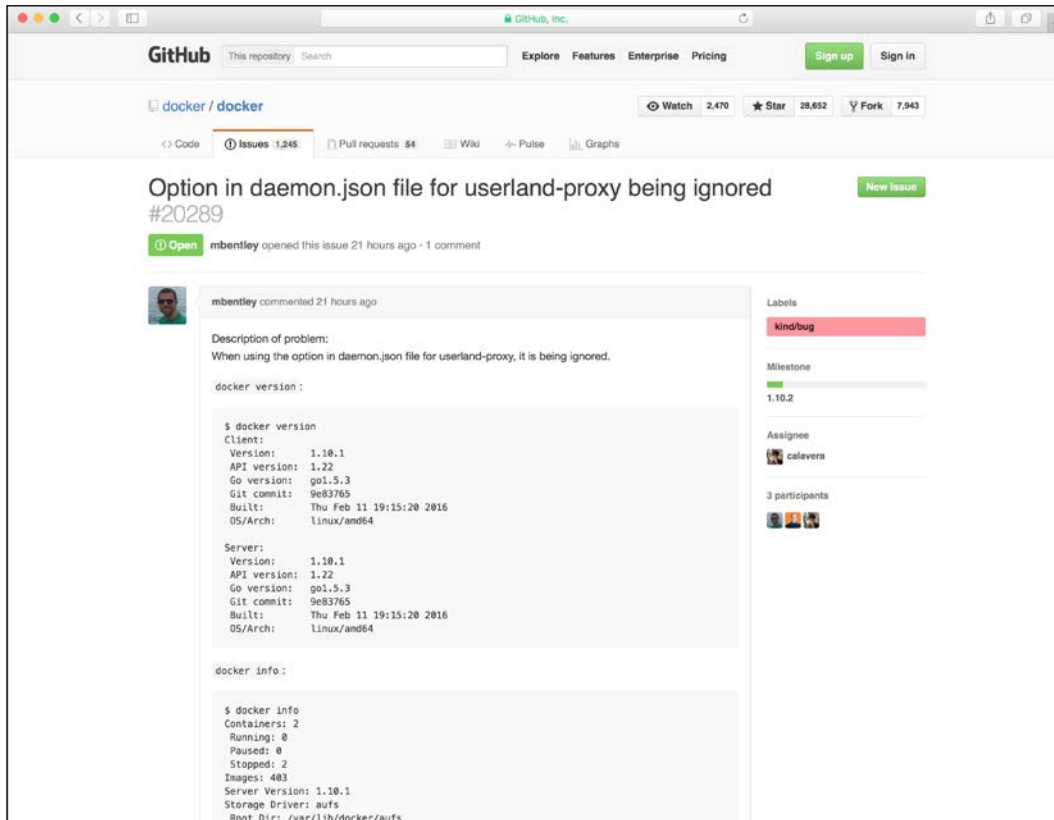 GitHub, Inc.
GitHub This repository Search Explore Features Enterprise Pricing Sign up Sign in
docker / docker Watch 2,470 Star 28,652 Fork 7,943
Code Issues 1,245 Pull requests 54 Wiki Pulse Graphs
Option in daemon.json file for userland-proxy being ignored New issue
#20289
Open mbentley opened this issue 21 hours ago · 1 comment
mbentley commented 21 hours ago
Description of problem:
When using the option in daemon.json file for userland-proxy, it is being ignored.
docker version :
$ docker version
Client:
Version: 1.10.1
API version: 1.22
Go version: go1.5.3
Git commit: 9e83765
Built: Thu Feb 11 19:15:20 2016
OS/Arch: linux/amd64
Server:
Version: 1.10.1
API version: 1.22
Go version: go1.5.3
Git commit: 9e83765
Built: Thu Feb 11 19:15:20 2016
OS/Arch: linux/amd64
docker info :
$ docker info
Containers: 2
Running: 0
Paused: 0
Stopped: 2
Images: 403
Server Version: 1.10.1
Storage Driver: aufs
Root Dir: /var/lib/docker/aufs
Labels
kind/bug
Milestone
1.10.2
Assignee
calavera
3 participants